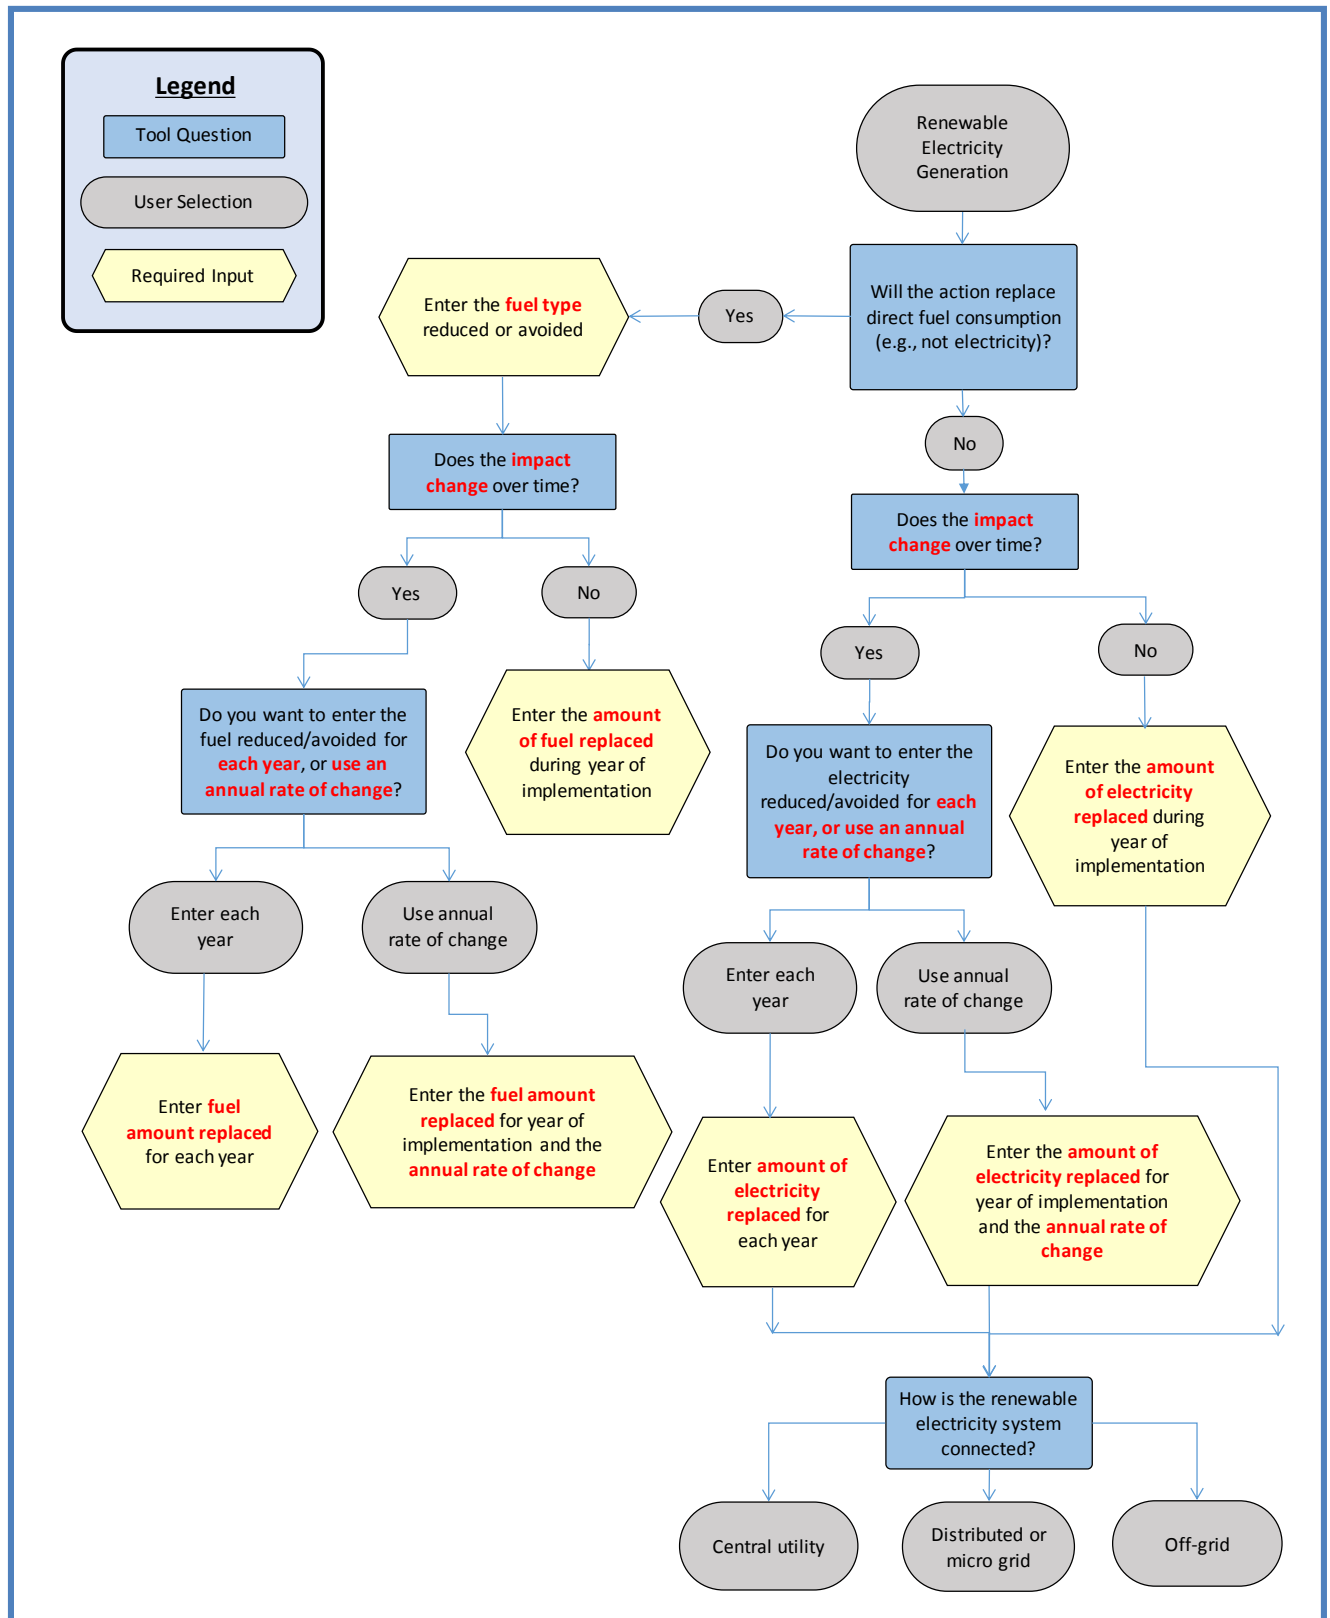 Legend
Tool Question
User Selection
Required Input
Renewable
Electricity
Generation
Will the action replace
direct fuel consumption
(e.g., not electricity)?
Yes
Enter the fuel type
reduced or avoided
No
Does the impact
change over time?
Does the impact
change over time?
Yes
No
Yes
No
Do you want to enter the
fuel reduced/avoided for
each year, or use an
annual rate of change?
Enter the amount
of fuel replaced
during year of
implementation
Do you want to enter the
electricity
reduced/avoided for each
year, or use an annual
rate of change?
Enter the amount
of electricity
replaced during
year of
implementation
Enter each
year
Use annual
rate of change
Enter each
year
Use annual
rate of change
Enter fuel
amount replaced
for each year
Enter the fuel amount
replaced for year of
implementation and the
annual rate of change
Enter amount of
electricity
replaced for
each year
Enter the amount of
electricity replaced for
year of implementation
and the annual rate of
change
How is the renewable
electricity system
connected?
Central utility
Distributed or
micro grid
Off-grid